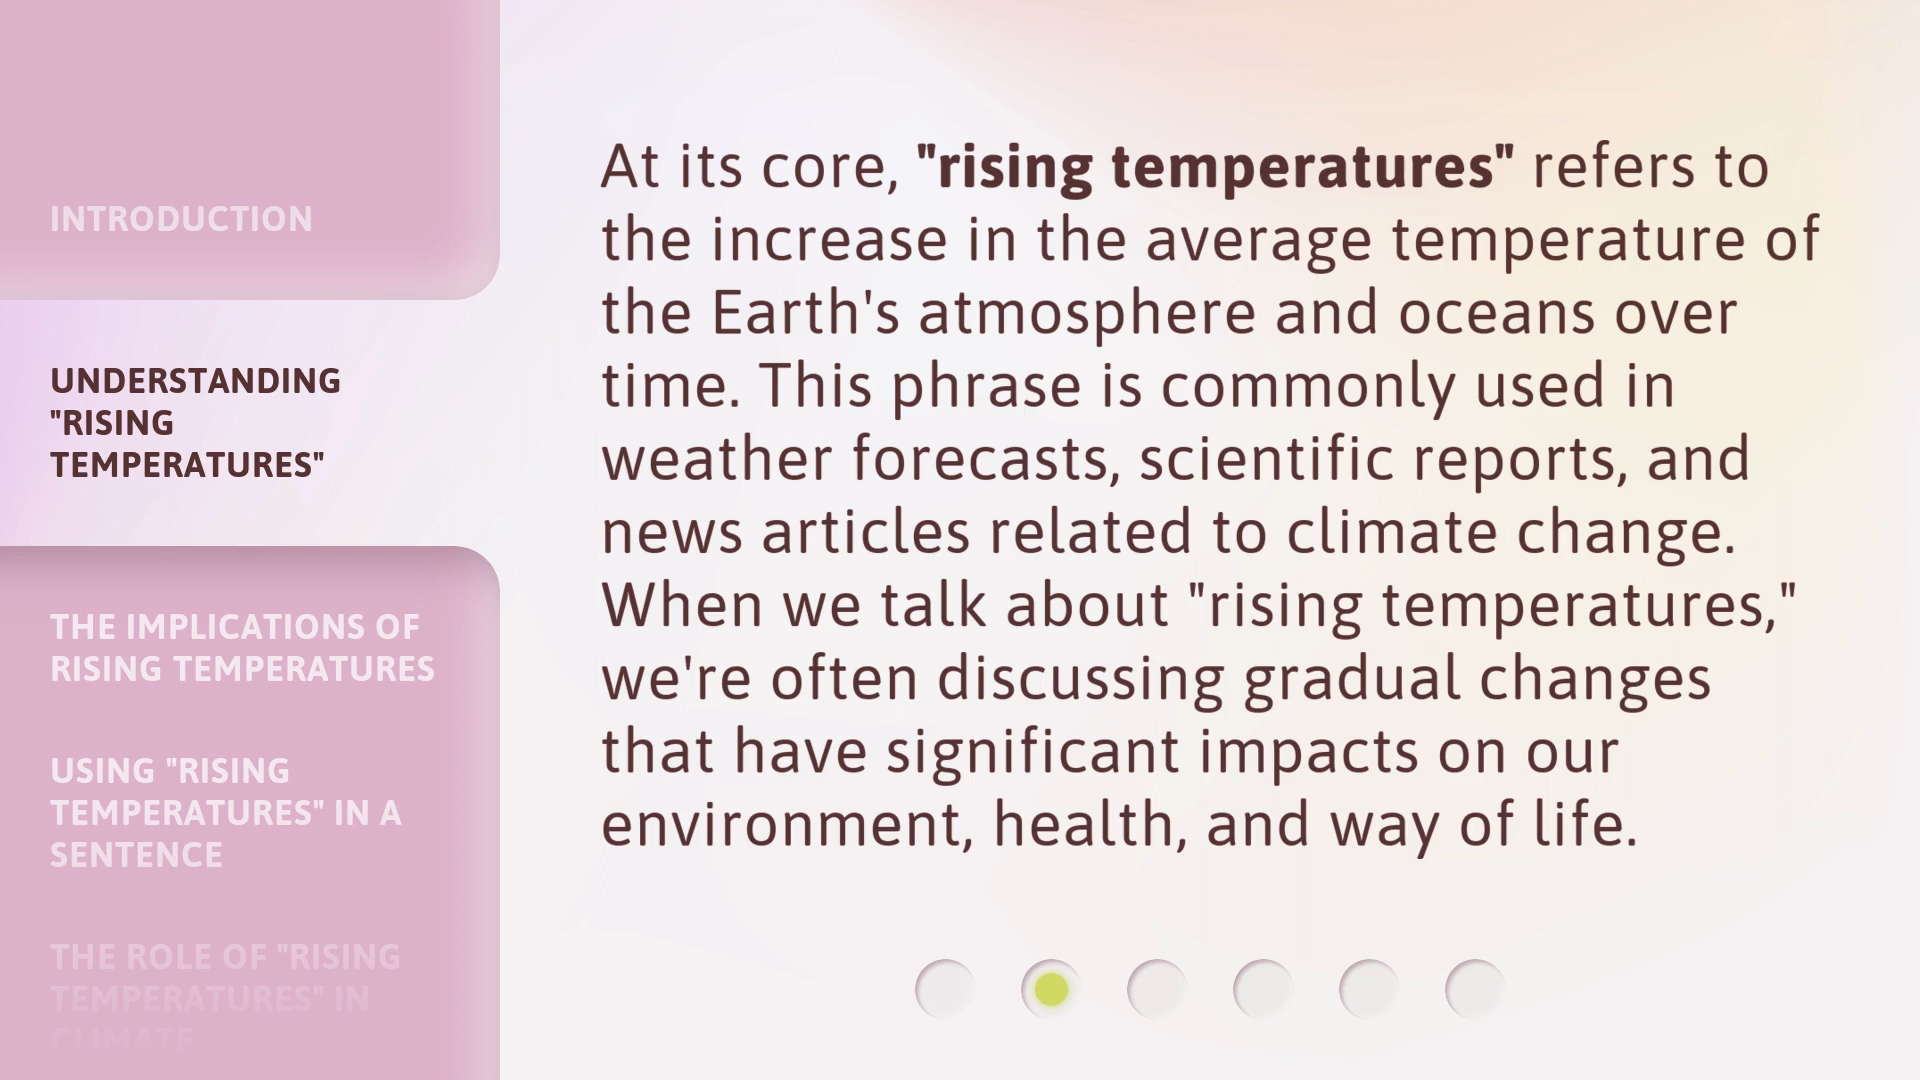 INTRODUCTION
UNDERSTANDING
"RISING
TEMPERATURES"
THE IMPLICATIONS OF
RISING TEMPERATURES
USING "RISING
TEMPERATURES" IN A
SENTENCE
THE ROLE OF "RISING
TEMPERATURES" IN
CLIMATE
At its core, "rising temperatures" refers to
the increase in the average temperature of
the Earth's atmosphere and oceans over
time. This phrase is commonly used in
weather forecasts, scientific reports, and
news articles related to climate change.
When we talk about "rising temperatures,"
we're often discussing gradual changes
that have significant impacts on our
environment, health, and way of life.